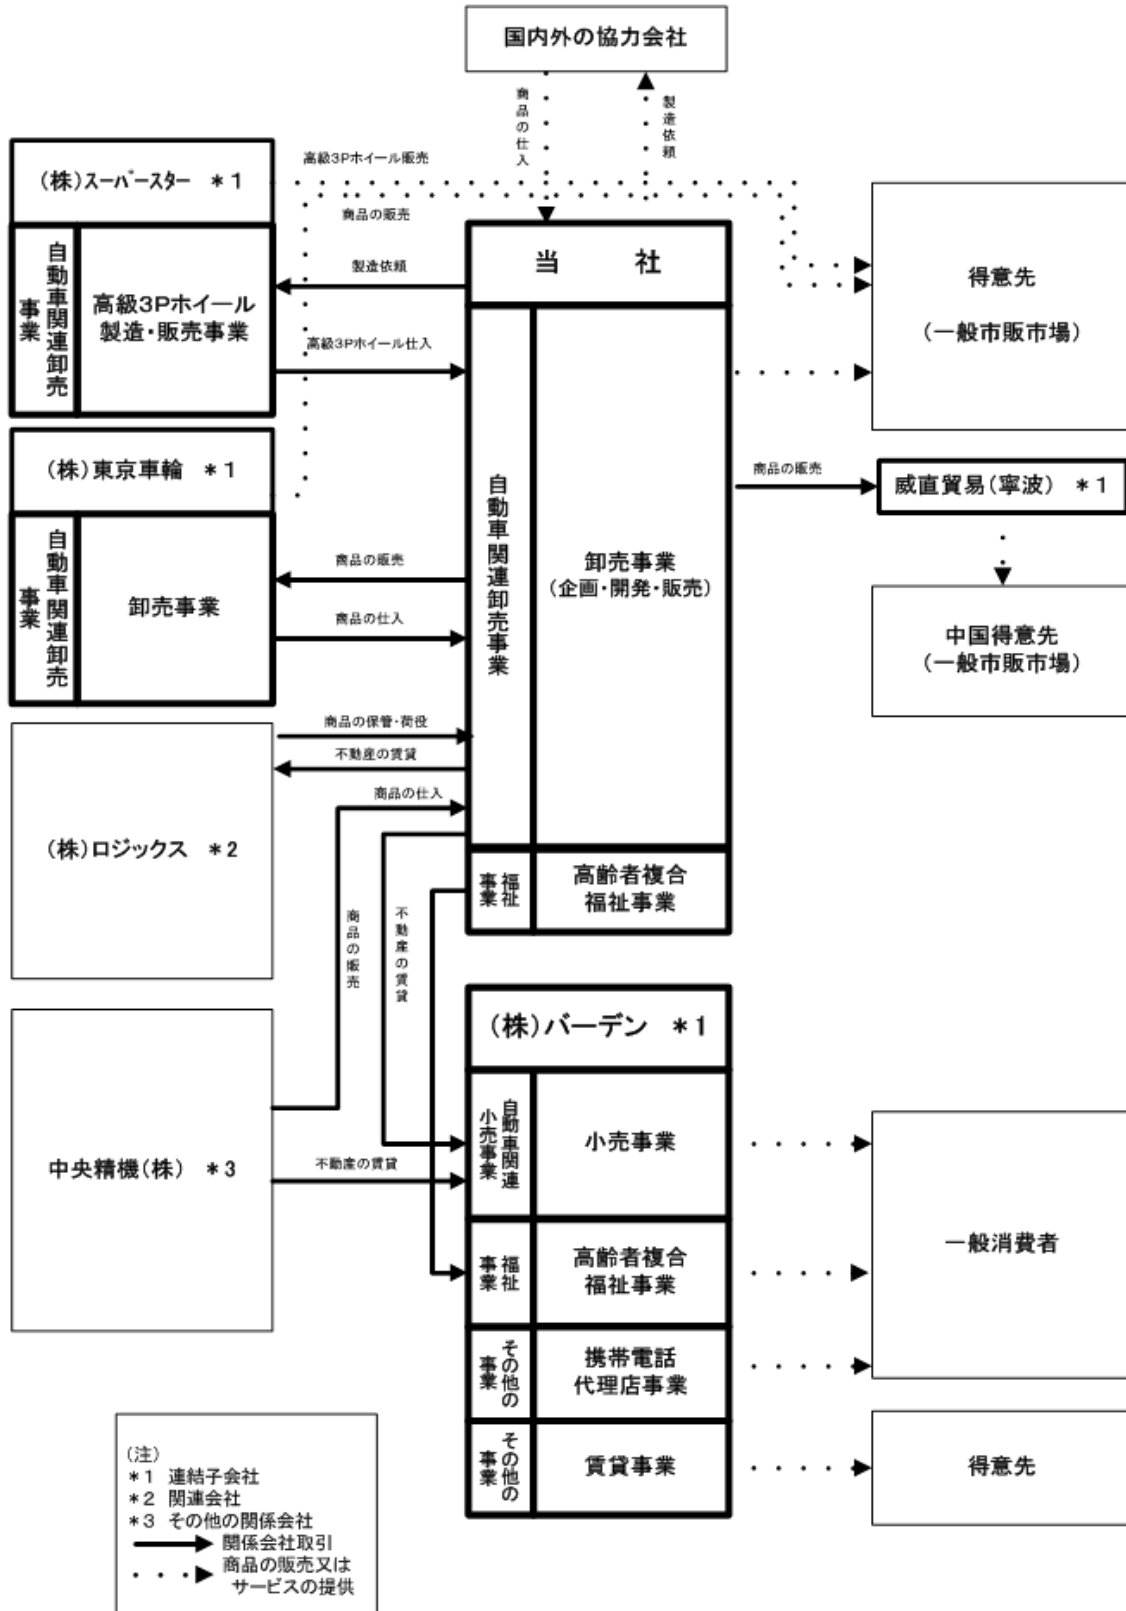 国内外の協力会社
商品の仕入
製造依頼
(株)スーパースター *1
高級3Pホイール販売
商品の販売
自動車関連卸売
事業
高級3Pホイール
製造・販売事業
製造依頼
高級3Pホイール仕入
当 社
得意先
(一般市販市場)
(株)東京車輪 *1
自動車関連卸売
事業
卸売事業
商品の販売
商品の仕入
自動車関連卸売事業
卸売事業
(企画・開発・販売)
商品の販売
威直貿易(寧波) *1
中国得意先
(一般市販市場)
(株)ロジックス *2
商品の保管・荷役
不動産の賃貸
商品の仕入
福祉
事業
高齢者複合
福祉事業
商品の販売
不動産の賃貸
中央精機(株) *3
不動産の賃貸
(株)バーデン *1
自動車関連
小売事業
小売事業
福祉
事業
高齢者複合
福祉事業
その他の
事業
携帯電話
代理店事業
その他の
事業
賃貸事業
一般消費者
得意先
(注)
*1 連結子会社
*2 関連会社
*3 その他の関係会社
関係会社取引
商品の販売又は
サービスの提供